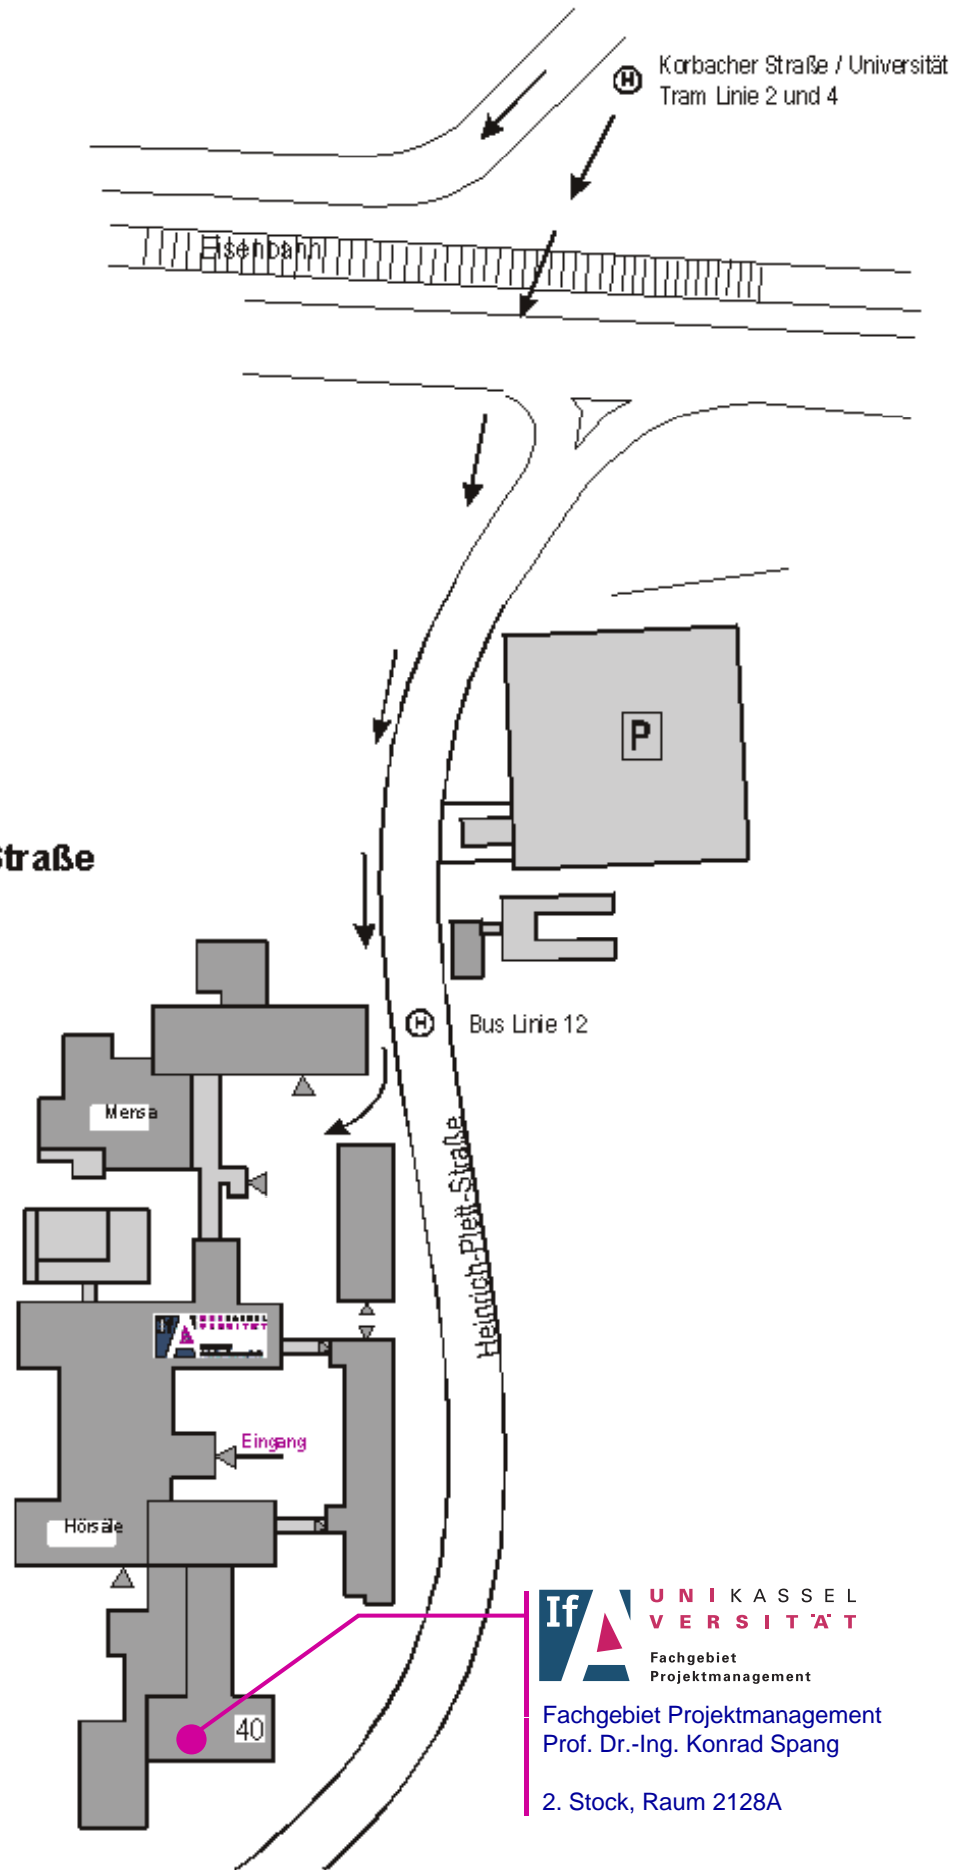 H
Korbacher Straße / Universität
Tram Linie 2 und 4
Eisenbahn
P
Straße
H
Bus Linie 12
Mensa
Heinrich-Plett-Straße
Eingang
Hörsäle
IfA
UNIKASSEL
VERSITÄT
Fachgebiet
Projektmanagement
40
Fachgebiet Projektmanagement
Prof. Dr.-Ing. Konrad Spang
2. Stock, Raum 2128A